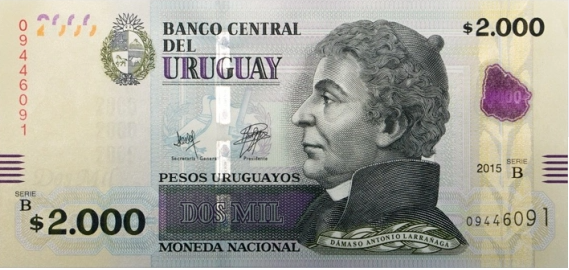 09446091
BANCO CENTRAL
DEL
URUGUAY
$2.000
Secretario General
Presidente
2015 SERIE B
PESOS URUGUAYOS
SERIE
B
$2.000
DOS MIL
09446091
MONEDA NACIONAL
DÁMASO ANTONIO LARRAÑAGA